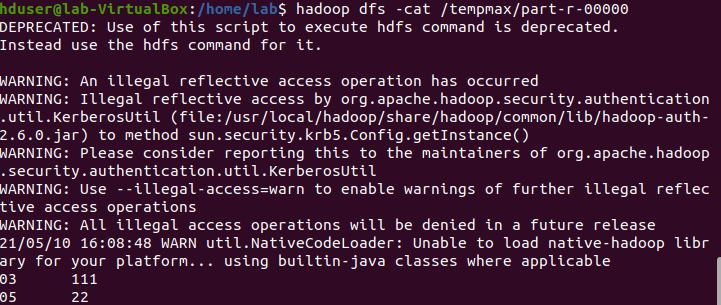 hduser@lab-VirtualBox:/home/lab$ hadoop dfs -cat /tempmax/part-r-00000
DEPRECATED: Use of this script to execute hdfs command is deprecated.
Instead use the hdfs command for it.

WARNING: An illegal reflective access operation has occurred
WARNING: Illegal reflective access by org.apache.hadoop.security.authentication
.util.KerberosUtil (file:/usr/local/hadoop/share/hadoop/common/lib/hadoop-auth-
2.6.0.jar) to method sun.security.krb5.Config.getInstance()
WARNING: Please consider reporting this to the maintainers of org.apache.hadoop
.security.authentication.util.KerberosUtil
WARNING: Use --illegal-access=warn to enable warnings of further illegal reflec
tive access operations
WARNING: All illegal access operations will be denied in a future release
21/05/10 16:08:48 WARN util.NativeCodeLoader: Unable to load native-hadoop libr
ary for your platform... using builtin-java classes where applicable
03      111
05      22